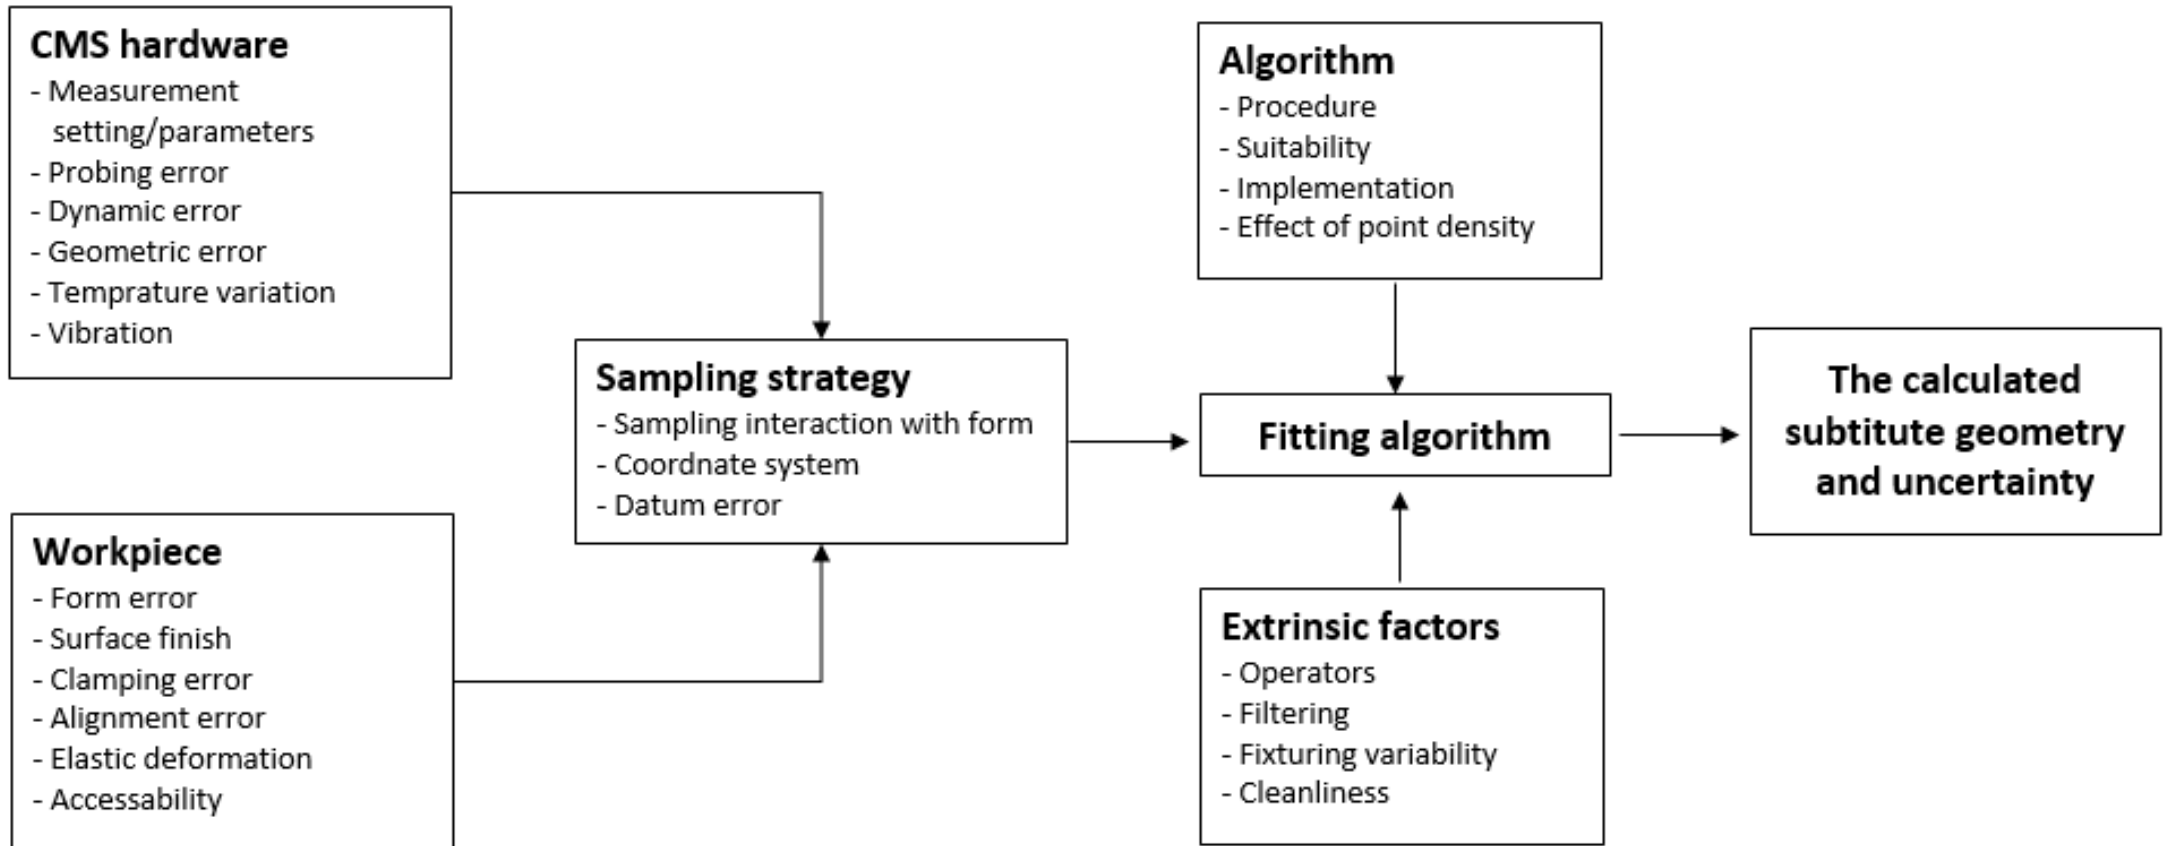 CMS hardware
- Measurement
setting/parameters
- Probing error
- Dynamic error
- Geometric error
- Temprature variation
- Vibration
Workpiece
- Form error
- Surface finish
- Clamping error
- Alignment error
- Elastic deformation
- Accessability
Sampling strategy
- Sampling interaction with form
- Coordnate system
- Datum error
Algorithm
- Procedure
- Suitability
- Implementation
- Effect of point density
Fitting algorithm
Extrinsic factors
- Operators
- Filtering
- Fixturing variability
- Cleanliness
The calculated
subtitute geometry
and uncertainty